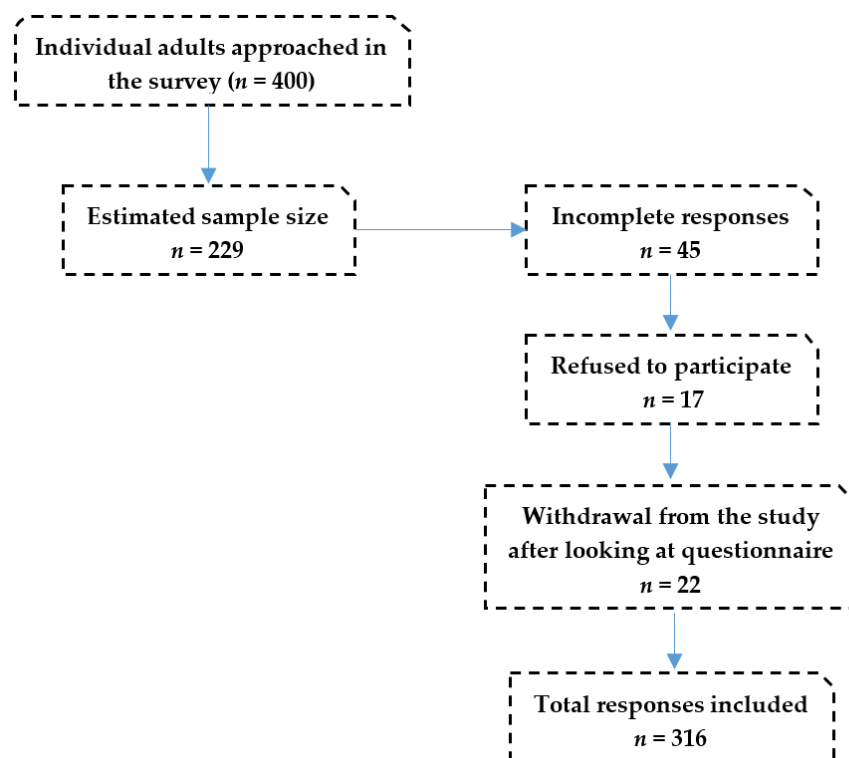 Individual adults approached in
the survey (n = 400)
Estimated sample size
n = 229
Incomplete responses
n = 45
Refused to participate
n = 17
Withdrawal from the study
after looking at questionnaire
n = 22
Total responses included
n = 316